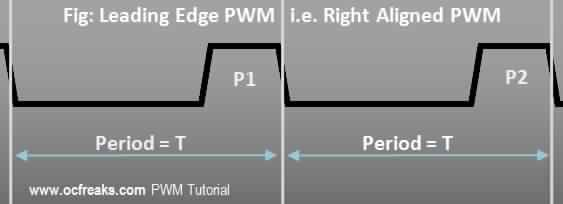 Fig: Leading Edge PWM i.e. Right Aligned PWM
P1 P2
Period = T Period = T
www.ocfreaks.com PWM Tutorial